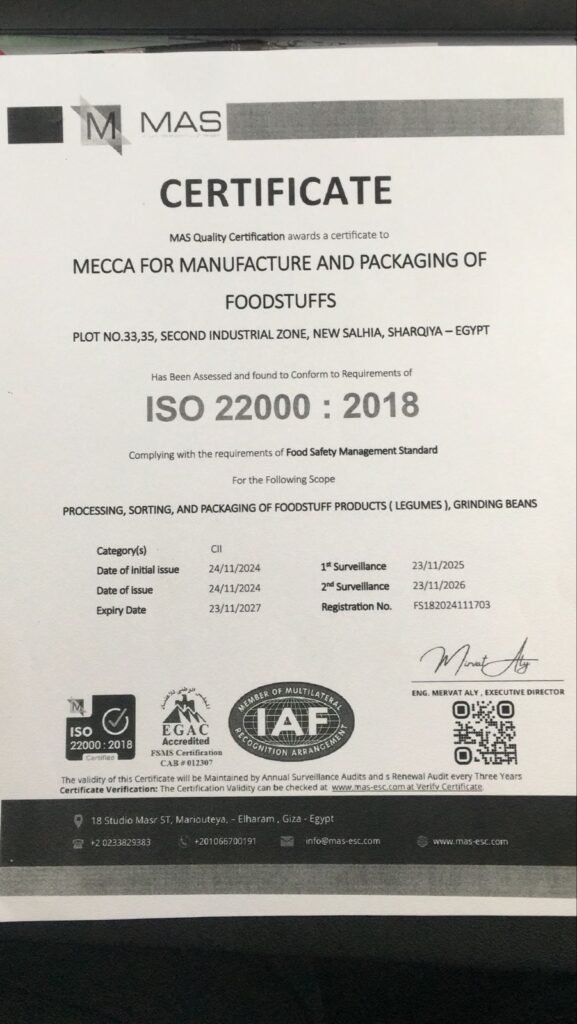 M MAS
CERTIFICATE
MAS Quality Certification awards a certificate to
MECCA FOR MANUFACTURE AND PACKAGING OF
FOODSTUFFS
PLOT NO.33,35, SECOND INDUSTRIAL ZONE, NEW SALHIA, SHARQIYA – EGYPT
Has Been Assessed and found to Conform to Requirements of
ISO 22000 : 2018
Complying with the requirements of Food Safety Management Standard
For the Following Scope
PROCESSING, SORTING, AND PACKAGING OF FOODSTUFF PRODUCTS ( LEGUMES ), GRINDING BEANS
Category(s) CII
Date of initial issue 24/11/2024 1st Surveillance 23/11/2025
Date of issue 24/11/2024 2nd Surveillance 23/11/2026
Expiry Date 23/11/2027 Registration No. FS182024111703
Mervat Aly
ENG. MERVAT ALY , EXECUTIVE DIRECTOR
M
ISO
22000 : 2018
Certified
EGAC
Accredited
FSMS Certification
CAB # 012307
MEMBER OF MULTILATERAL
IAF
RECOGNITION ARRANGEMENT
The validity of this Certificate will be Maintained by Annual Surveillance Audits and s Renewal Audit every Three Years
Certificate Verification: The Certification Validity can be checked at www.mas-esc.com at Verify Certificate.
18 Studio Masr ST, Mariouteya, - Elharam , Giza - Egypt
+2 0233829383 +201066700191 info@mas-esc.com www.mas-esc.com